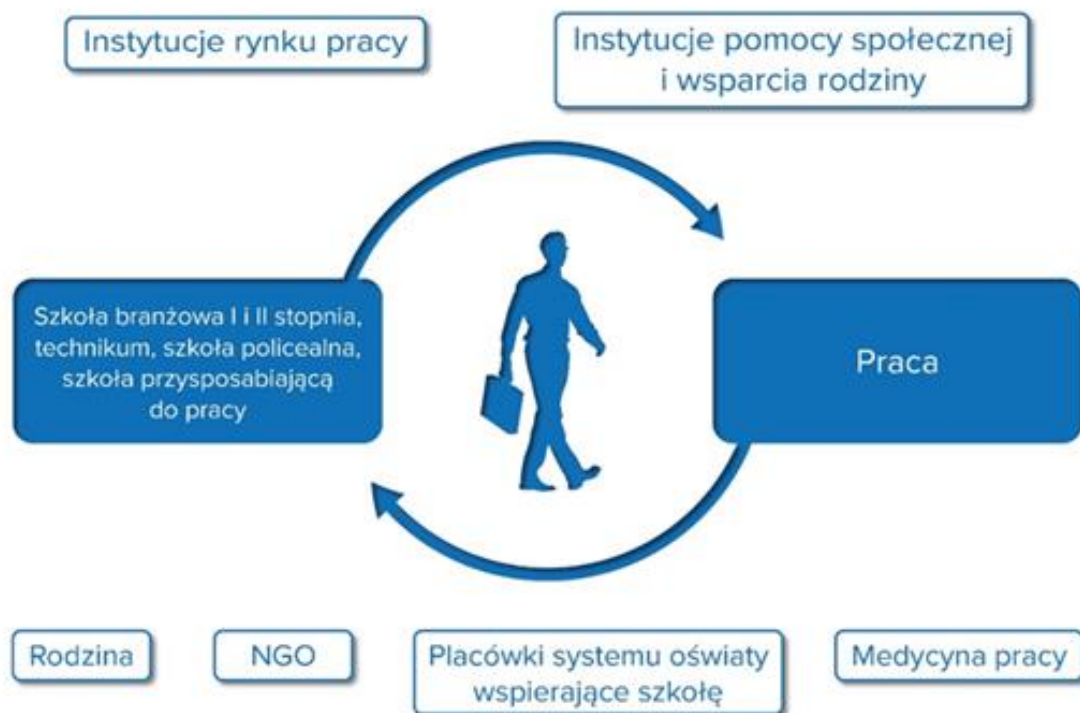 Instytucje rynku pracy
Instytucje pomocy społecznej
i wsparcia rodziny
Szkoła branżowa I i II stopnia,
technikum, szkoła policealna,
szkoła przysposabiającą
do pracy
Praca
Rodzina
NGO
Placówki systemu oświaty
wspierające szkołę
Medycyna pracy